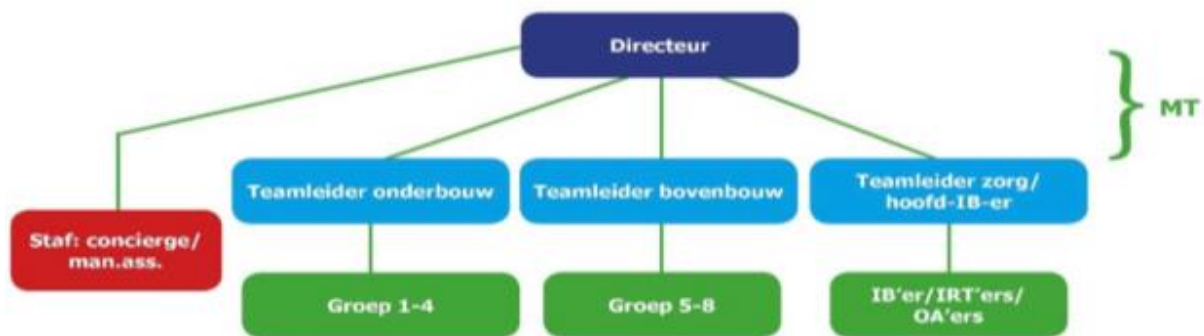 Directeur
MT
Teamleider onderbouw
Teamleider bovenbouw
Teamleider zorg/
hoofd-IB-er
Staf: concierge/
man.ass.
Groep 1-4
Groep 5-8
IB'er/IRT'ers/
OA'ers